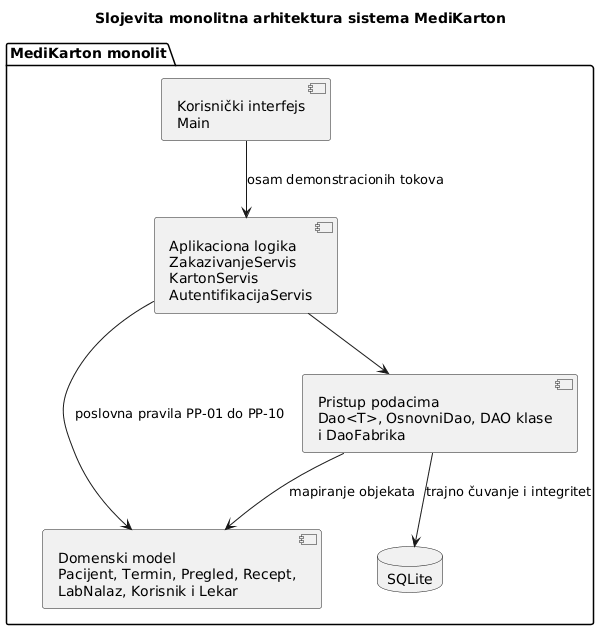 Slojevita monolitna arhitektura sistema MediKarton
MediKarton monolit
Korisnički interfejs
Main
osam demonstracionih tokova
Aplikaciona logika
ZakazivanjeServis
KartonServis
AutentifikacijaServis
Pristup podacima
Dao<T>, OsnovniDao, DAO klase
i DaoFabrika
poslovna pravila PP-01 do PP-10
mapiranje objekata
trajno čuvanje i integritet
Domenski model
Pacijent, Termin, Pregled, Recept,
LabNalaz, Korisnik i Lekar
SQLite